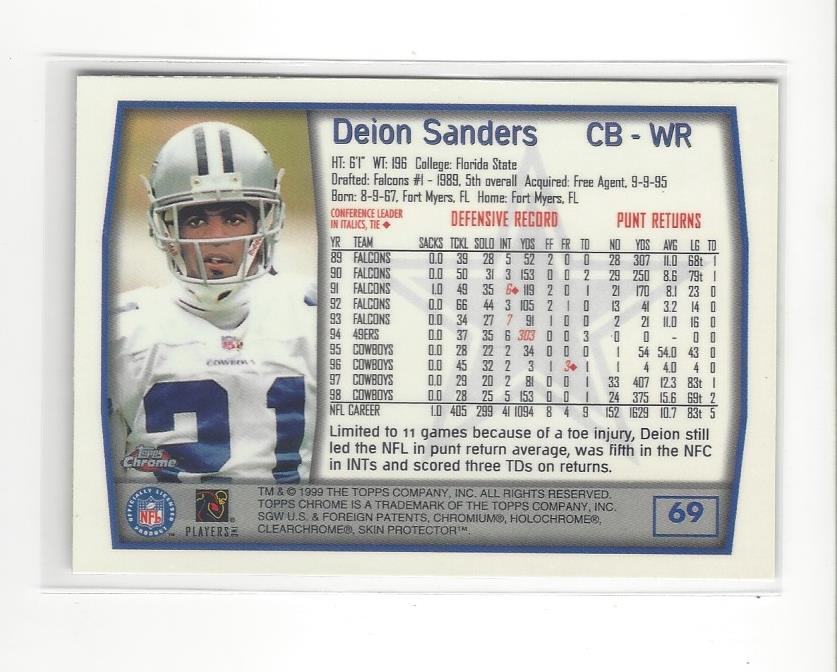 Deion Sanders CB - WR
HT: 6'1" WT: 196 College: Florida State
Drafted: Falcons #1 - 1989, 5th overall Acquired: Free Agent, 9-9-95
Born: 8-9-67, Fort Myers, FL Home: Fort Myers, FL
CONFERENCE LEADER
IN ITALICS, TIE ♦ DEFENSIVE RECORD PUNT RETURNS
YR TEAM SACKS TCKL SOLO INT YDS FF FR TD NO YDS AVG LG TD
89 FALCONS 0.0 39 28 5 52 2 0 0 28 307 11.0 68t 1
90 FALCONS 0.0 50 31 3 153 0 0 2 29 250 8.6 79t 1
91 FALCONS 1.0 49 35 6♦ 119 2 0 1 21 170 8.1 23 0
92 FALCONS 0.0 66 44 3 105 2 1 0 13 41 3.2 14 0
93 FALCONS 0.0 34 27 7 91 1 0 0 2 21 11.0 16 0
94 49ERS 0.0 37 35 6 303 0 0 3 0 0 - 0 0
95 COWBOYS 0.0 28 22 2 34 0 0 0 1 54 54.0 43 0
96 COWBOYS 0.0 45 32 2 3 1 3♦ 0 1 4 4.0 4 0
97 COWBOYS 0.0 29 20 2 81 0 0 1 33 407 12.3 83t 1
98 COWBOYS 0.0 28 25 5 153 0 0 1 24 375 15.6 69t 2
NFL CAREER 1.0 405 299 41 1094 8 4 9 152 1629 10.7 83t 5
Limited to 11 games because of a toe injury, Deion still
led the NFL in punt return average, was fifth in the NFC
in INTs and scored three TDs on returns.
NFL
COWBOYS
21
TOPPS
Chrome
OFFICIALLY LICENSED
NFL
PRODUCT
™
PLAYERS INC
®
TM & © 1999 THE TOPPS COMPANY, INC. ALL RIGHTS RESERVED.
TOPPS CHROME IS A TRADEMARK OF THE TOPPS COMPANY, INC.
SGW U.S. & FOREIGN PATENTS, CHROMIUM®, HOLOCHROME®,
CLEARCHROME®, SKIN PROTECTOR™.
69